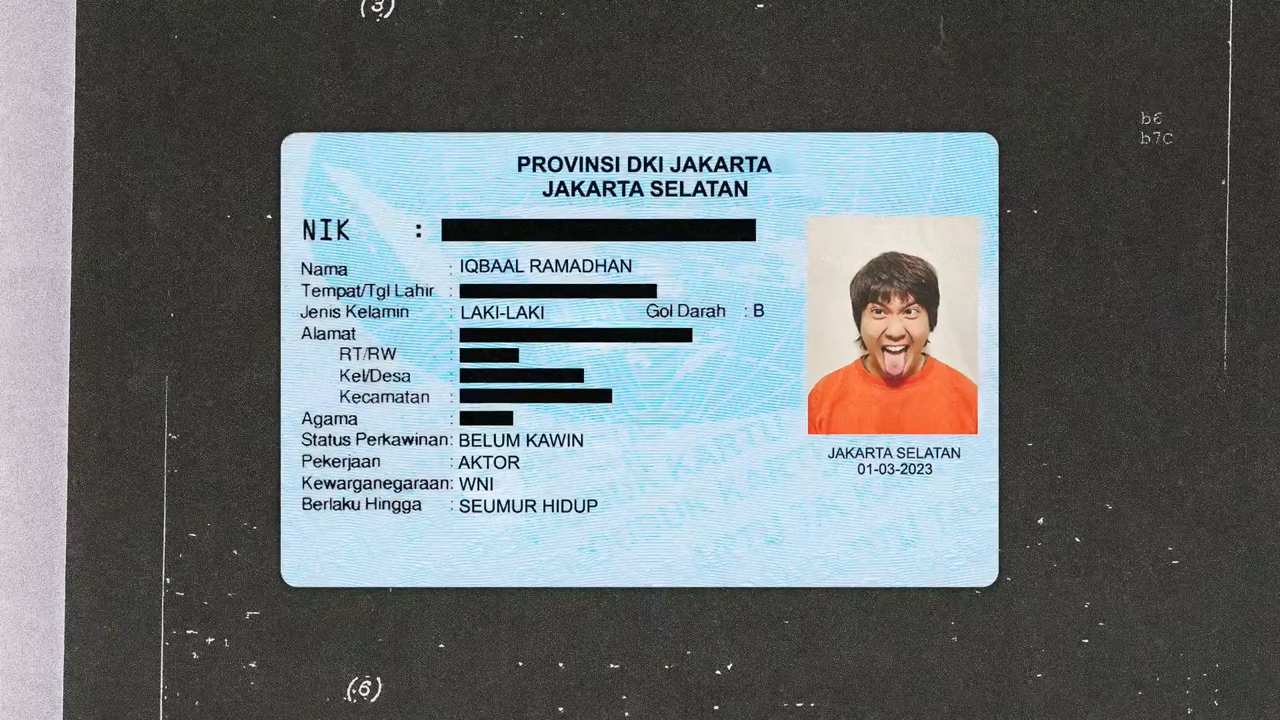 (3)
b6
b7C
PROVINSI DKI JAKARTA
JAKARTA SELATAN
NIK :
Nama : IQBAAL RAMADHAN
Tempat/Tgl Lahir :
Jenis Kelamin : LAKI-LAKI Gol Darah : B
Alamat :
RT/RW :
Kel/Desa :
Kecamatan :
Agama :
Status Perkawinan: BELUM KAWIN
Pekerjaan : AKTOR
Kewarganegaraan: WNI
Berlaku Hingga : SEUMUR HIDUP
JAKARTA SELATAN
01-03-2023
(6)